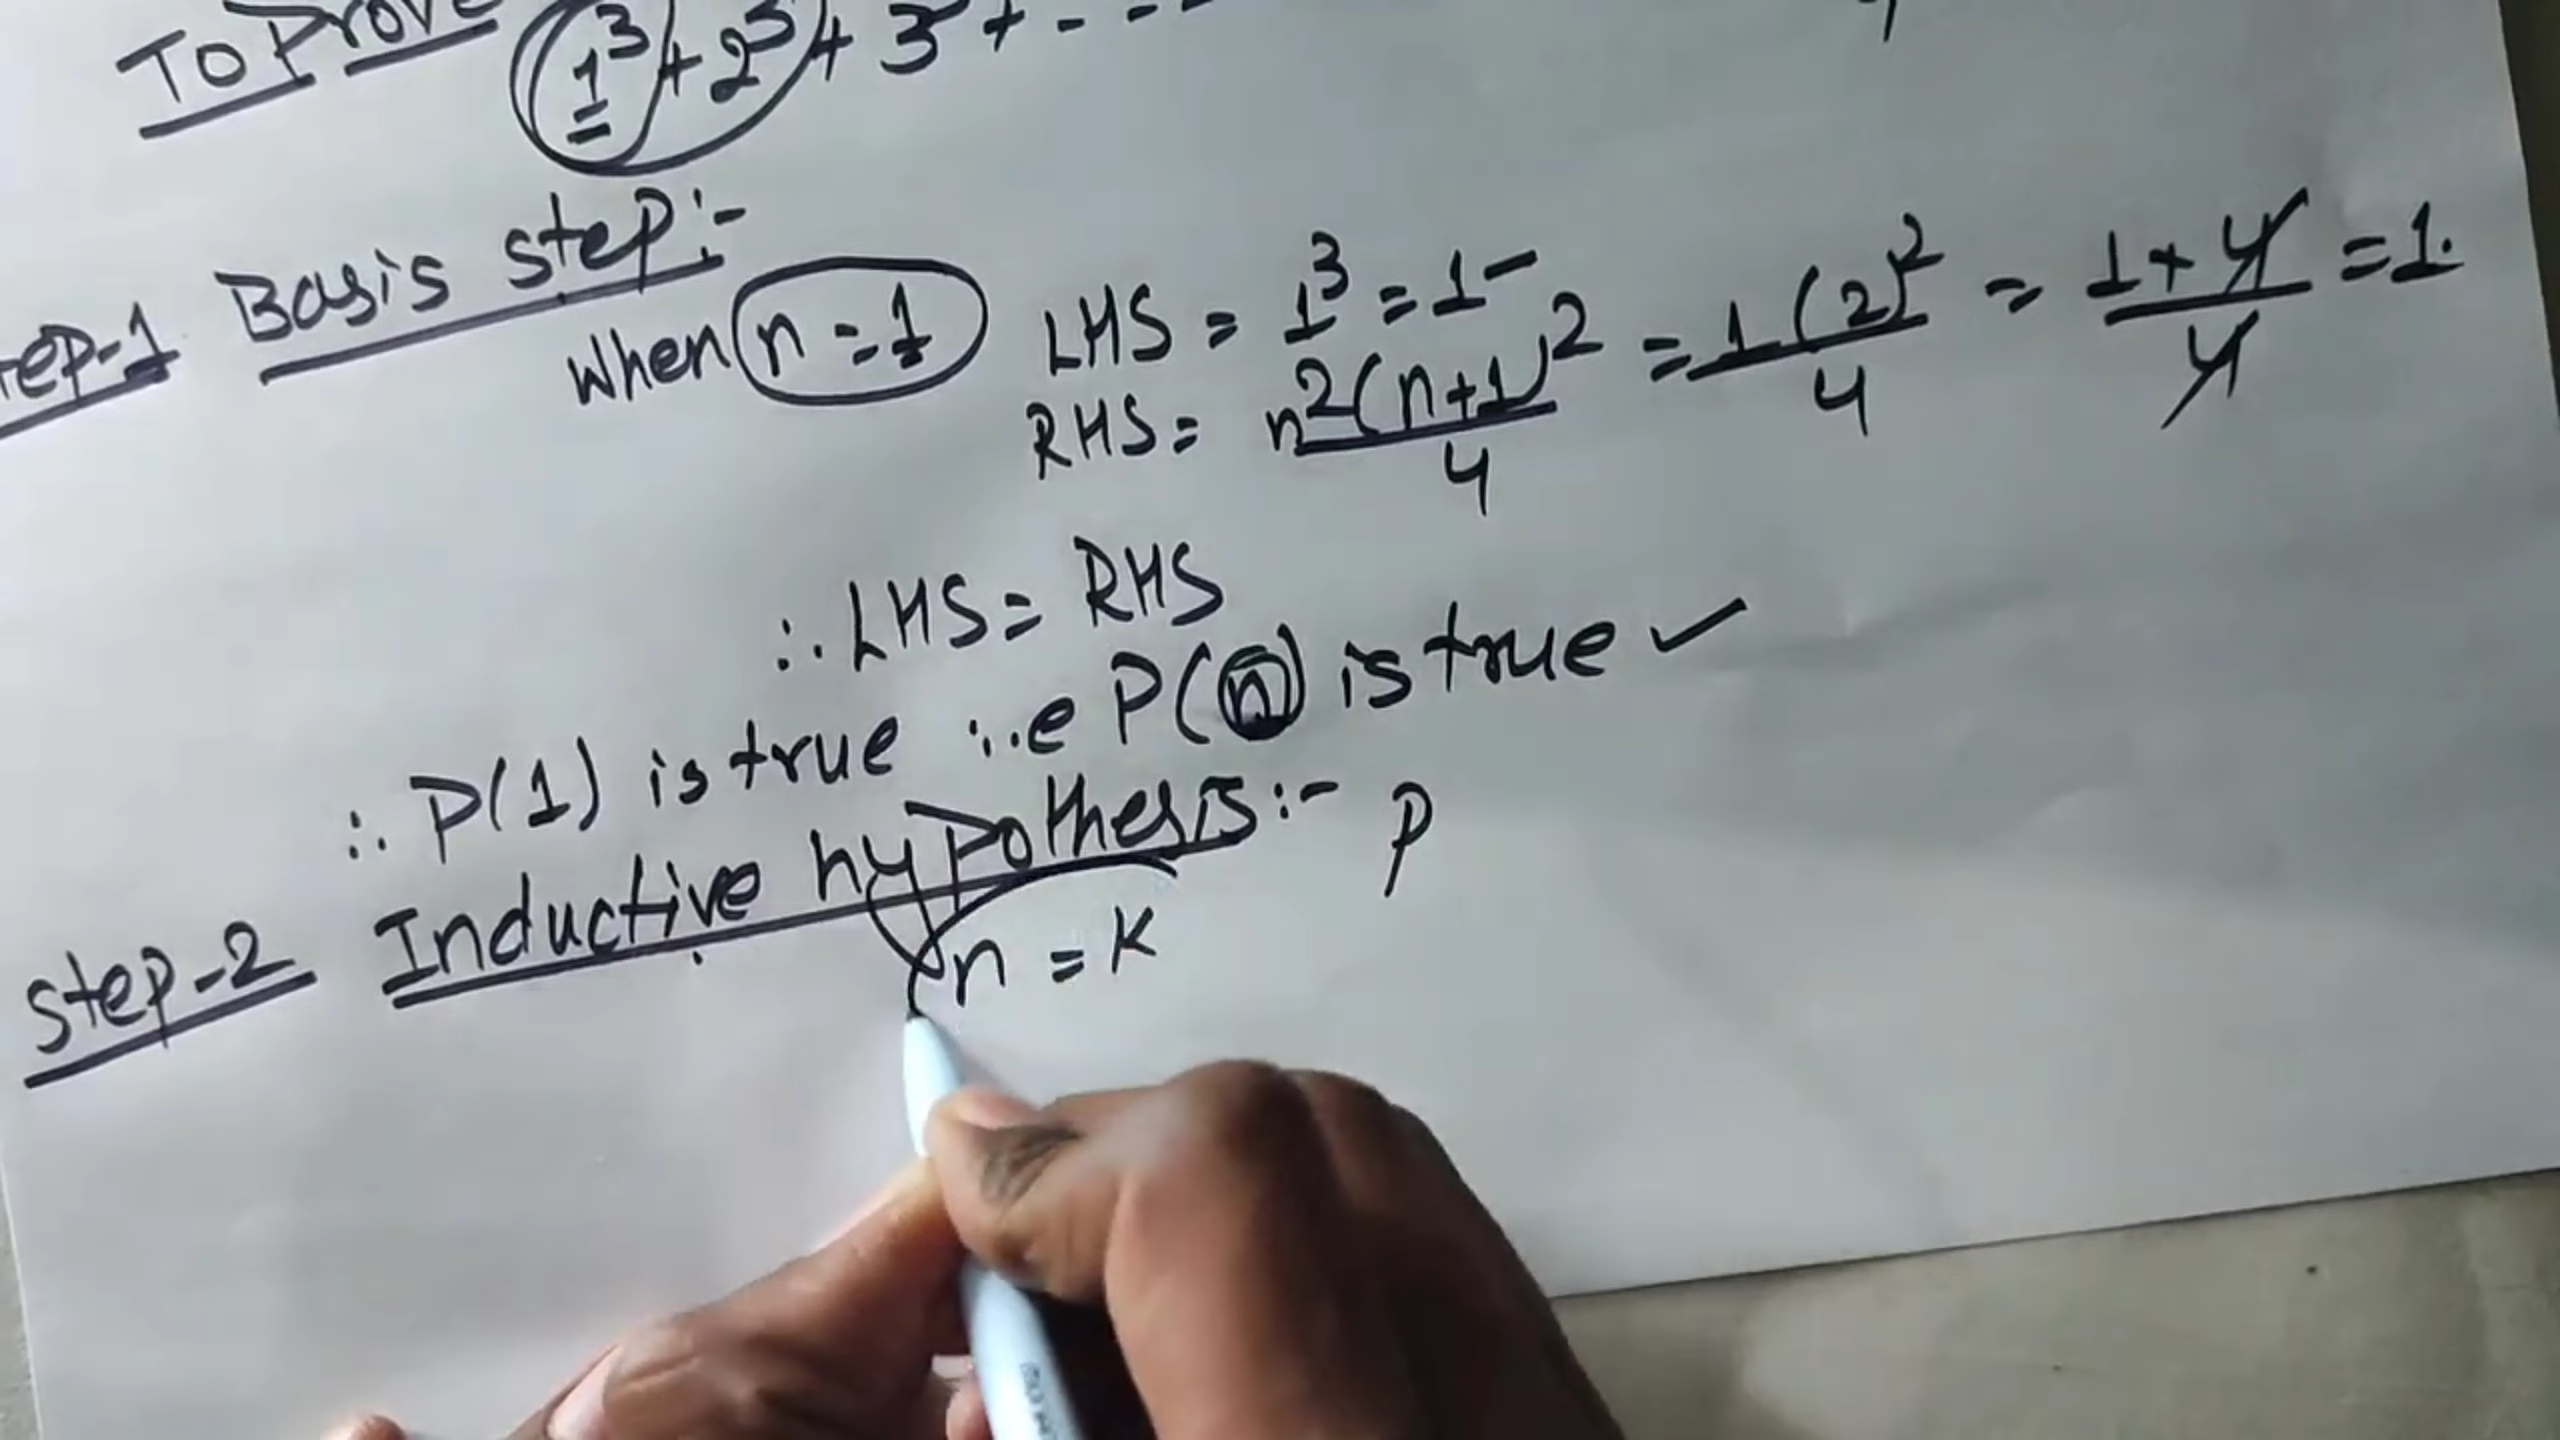 To Prove 1³ + 2³ + 3 + - - -
Step-1 Basis step:-
when n = 1 LHS = 1³ = 1
RHS = n²(n+1)²/4 = 1(2)²/4 = 1+4/4 = 1.
∴ LHS = RHS
∴ P(1) is true i.e P(n) is true ✓
Step-2 Inductive hypothesis:- P
n = K